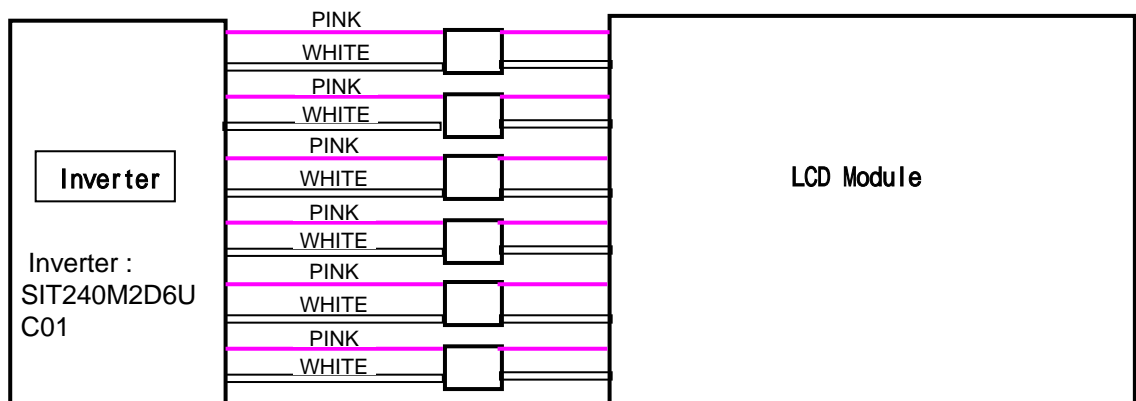 PINK
WHITE
PINK
WHITE
PINK
WHITE
PINK
WHITE
PINK
WHITE
PINK
WHITE
Inverter
Inverter :
SIT240M2D6U
C01
LCD Module